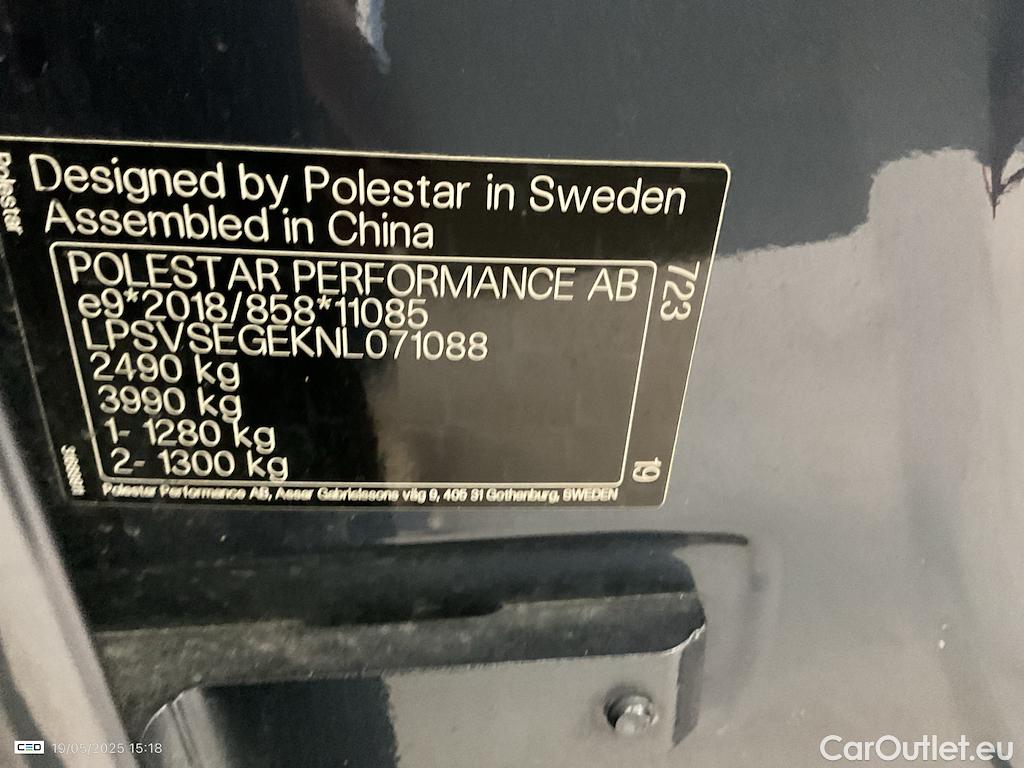 Polestar
Designed by Polestar in Sweden
Assembled in China
POLESTAR PERFORMANCE AB
e9*2018/858*11085
LPSVSEGEKNL071088
2490 kg
3990 kg
1- 1280 kg
2- 1300 kg
723
19
Polestar Performance AB, Assar Gabrielssons väg 9, 405 31 Gothenburg, SWEDEN
CEO 19/05/2025 15:18
CarOutlet.eu